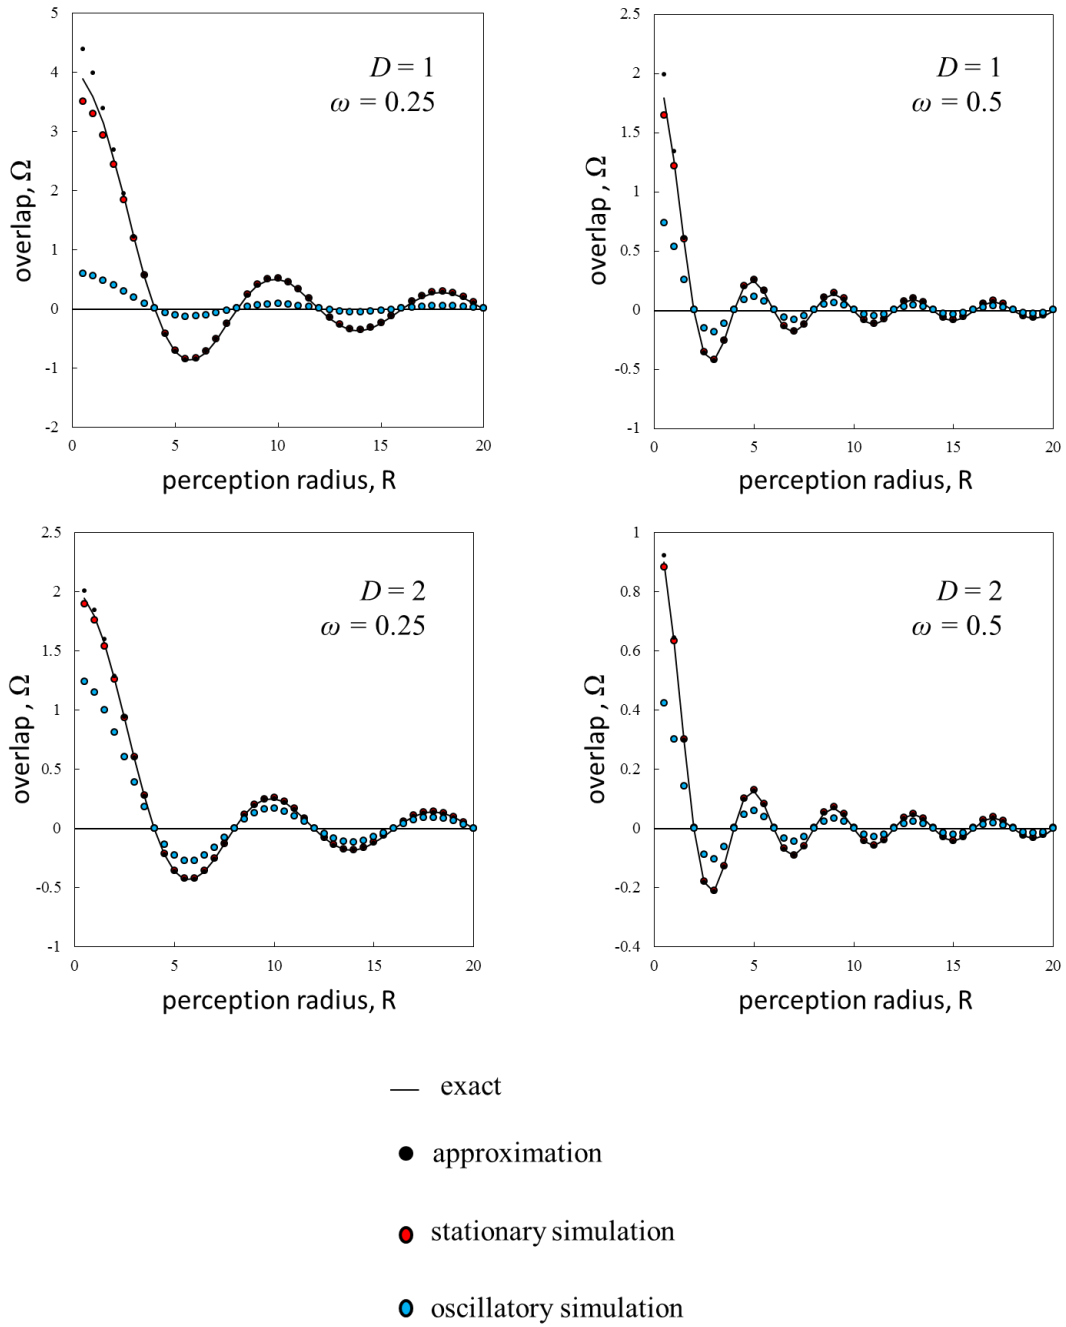 5
4
3
2
1
0
-1
-2
0 5 10 15 20
overlap, Ω
perception radius, R
D = 1
ω = 0.25
2.5
2
1.5
1
0.5
0
-0.5
-1
0 5 10 15 20
overlap , Ω
perception radius, R
D = 1
ω = 0.5
2.5
2
1.5
1
0.5
0
-0.5
-1
0 5 10 15 20
overlap , Ω
perception radius, R
D = 2
ω = 0.25
1
0.8
0.6
0.4
0.2
0
-0.2
-0.4
0 5 10 15 20
overlap , Ω
perception radius, R
D = 2
ω = 0.5
exact
approximation
stationary simulation
oscillatory simulation